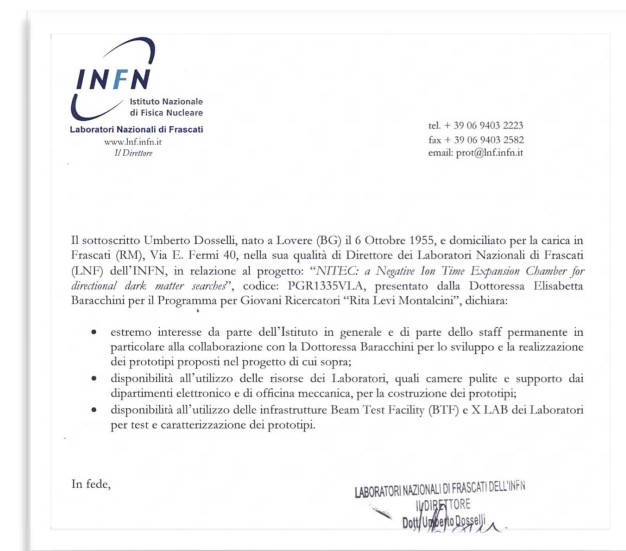 INFN
Istituto Nazionale
di Fisica Nucleare
Laboratori Nazionali di Frascati
www.lnf.infn.it
Il Direttore
tel. + 39 06 9403 2223
fax + 39 06 9403 2582
email: prot@lnf.infn.it
Il sottoscritto Umberto Dosselli, nato a Lovere (BG) il 6 Ottobre 1955, e domiciliato per la carica in
Frascati (RM), Via E. Fermi 40, nella sua qualità di Direttore dei Laboratori Nazionali di Frascati
(LNF) dell'INFN, in relazione al progetto: "NITEC: a Negative Ion Time Expansion Chamber for
directional dark matter searches", codice: PGR1335VLA, presentato dalla Dottoressa Elisabetta
Baracchini per il Programma per Giovani Ricercatori "Rita Levi Montalcini", dichiara:
• estremo interesse da parte dell'Istituto in generale e di parte dello staff permanente in
particolare alla collaborazione con la Dottoressa Baracchini per lo sviluppo e la realizzazione
dei prototipi proposti nel progetto di cui sopra;
• disponibilità all'utilizzo delle risorse dei Laboratori, quali camere pulite e supporto dai
dipartimenti elettronico e di officina meccanica, per la costruzione dei prototipi;
• disponibilità all'utilizzo delle infrastrutture Beam Test Facility (BTF) e X LAB dei Laboratori
per test e caratterizzazione dei prototipi.
In fede,
LABORATORI NAZIONALI DI FRASCATI DELL'INFN
IL DIRETTORE
Dott. Umberto Dosselli